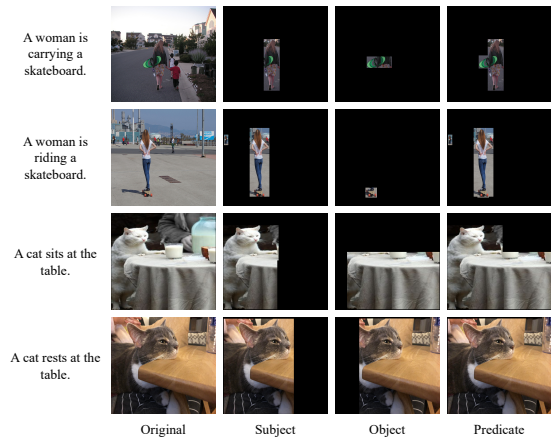 A woman is
carrying a
skateboard.
A woman is
riding a
skateboard.
A cat sits at the
table.
A cat rests at the
table.
Original
Subject
Object
Predicate